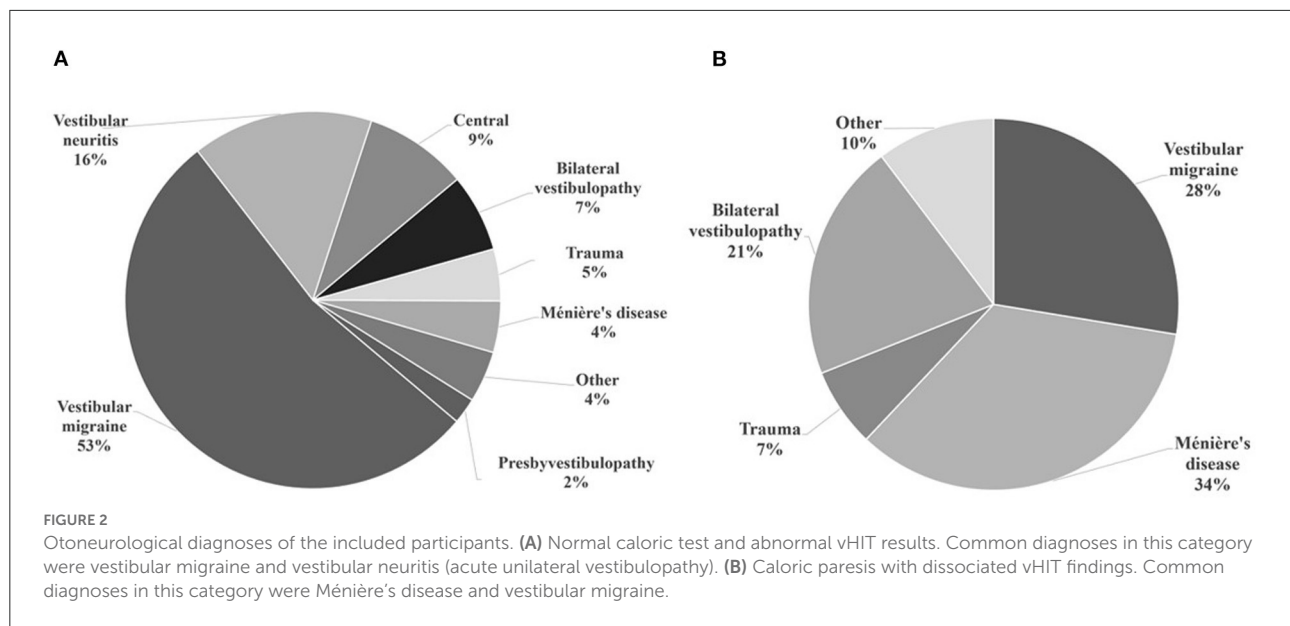 A
Vestibular
neuritis
16%
Central
9%
Bilateral
vestibulopathy
7%
Trauma
5%
Ménière's disease
4%
Other
4%
Presbyvestibulopathy
2%
Vestibular
migraine
53%
B
Other
10%
Vestibular
migraine
28%
Bilateral
vestibulopathy
21%
Trauma
7%
Ménière's
disease
34%
FIGURE 2
Otoneurological diagnoses of the included participants. (A) Normal caloric test and abnormal vHIT results. Common diagnoses in this category
were vestibular migraine and vestibular neuritis (acute unilateral vestibulopathy). (B) Caloric paresis with dissociated vHIT findings. Common
diagnoses in this category were Ménière’s disease and vestibular migraine.